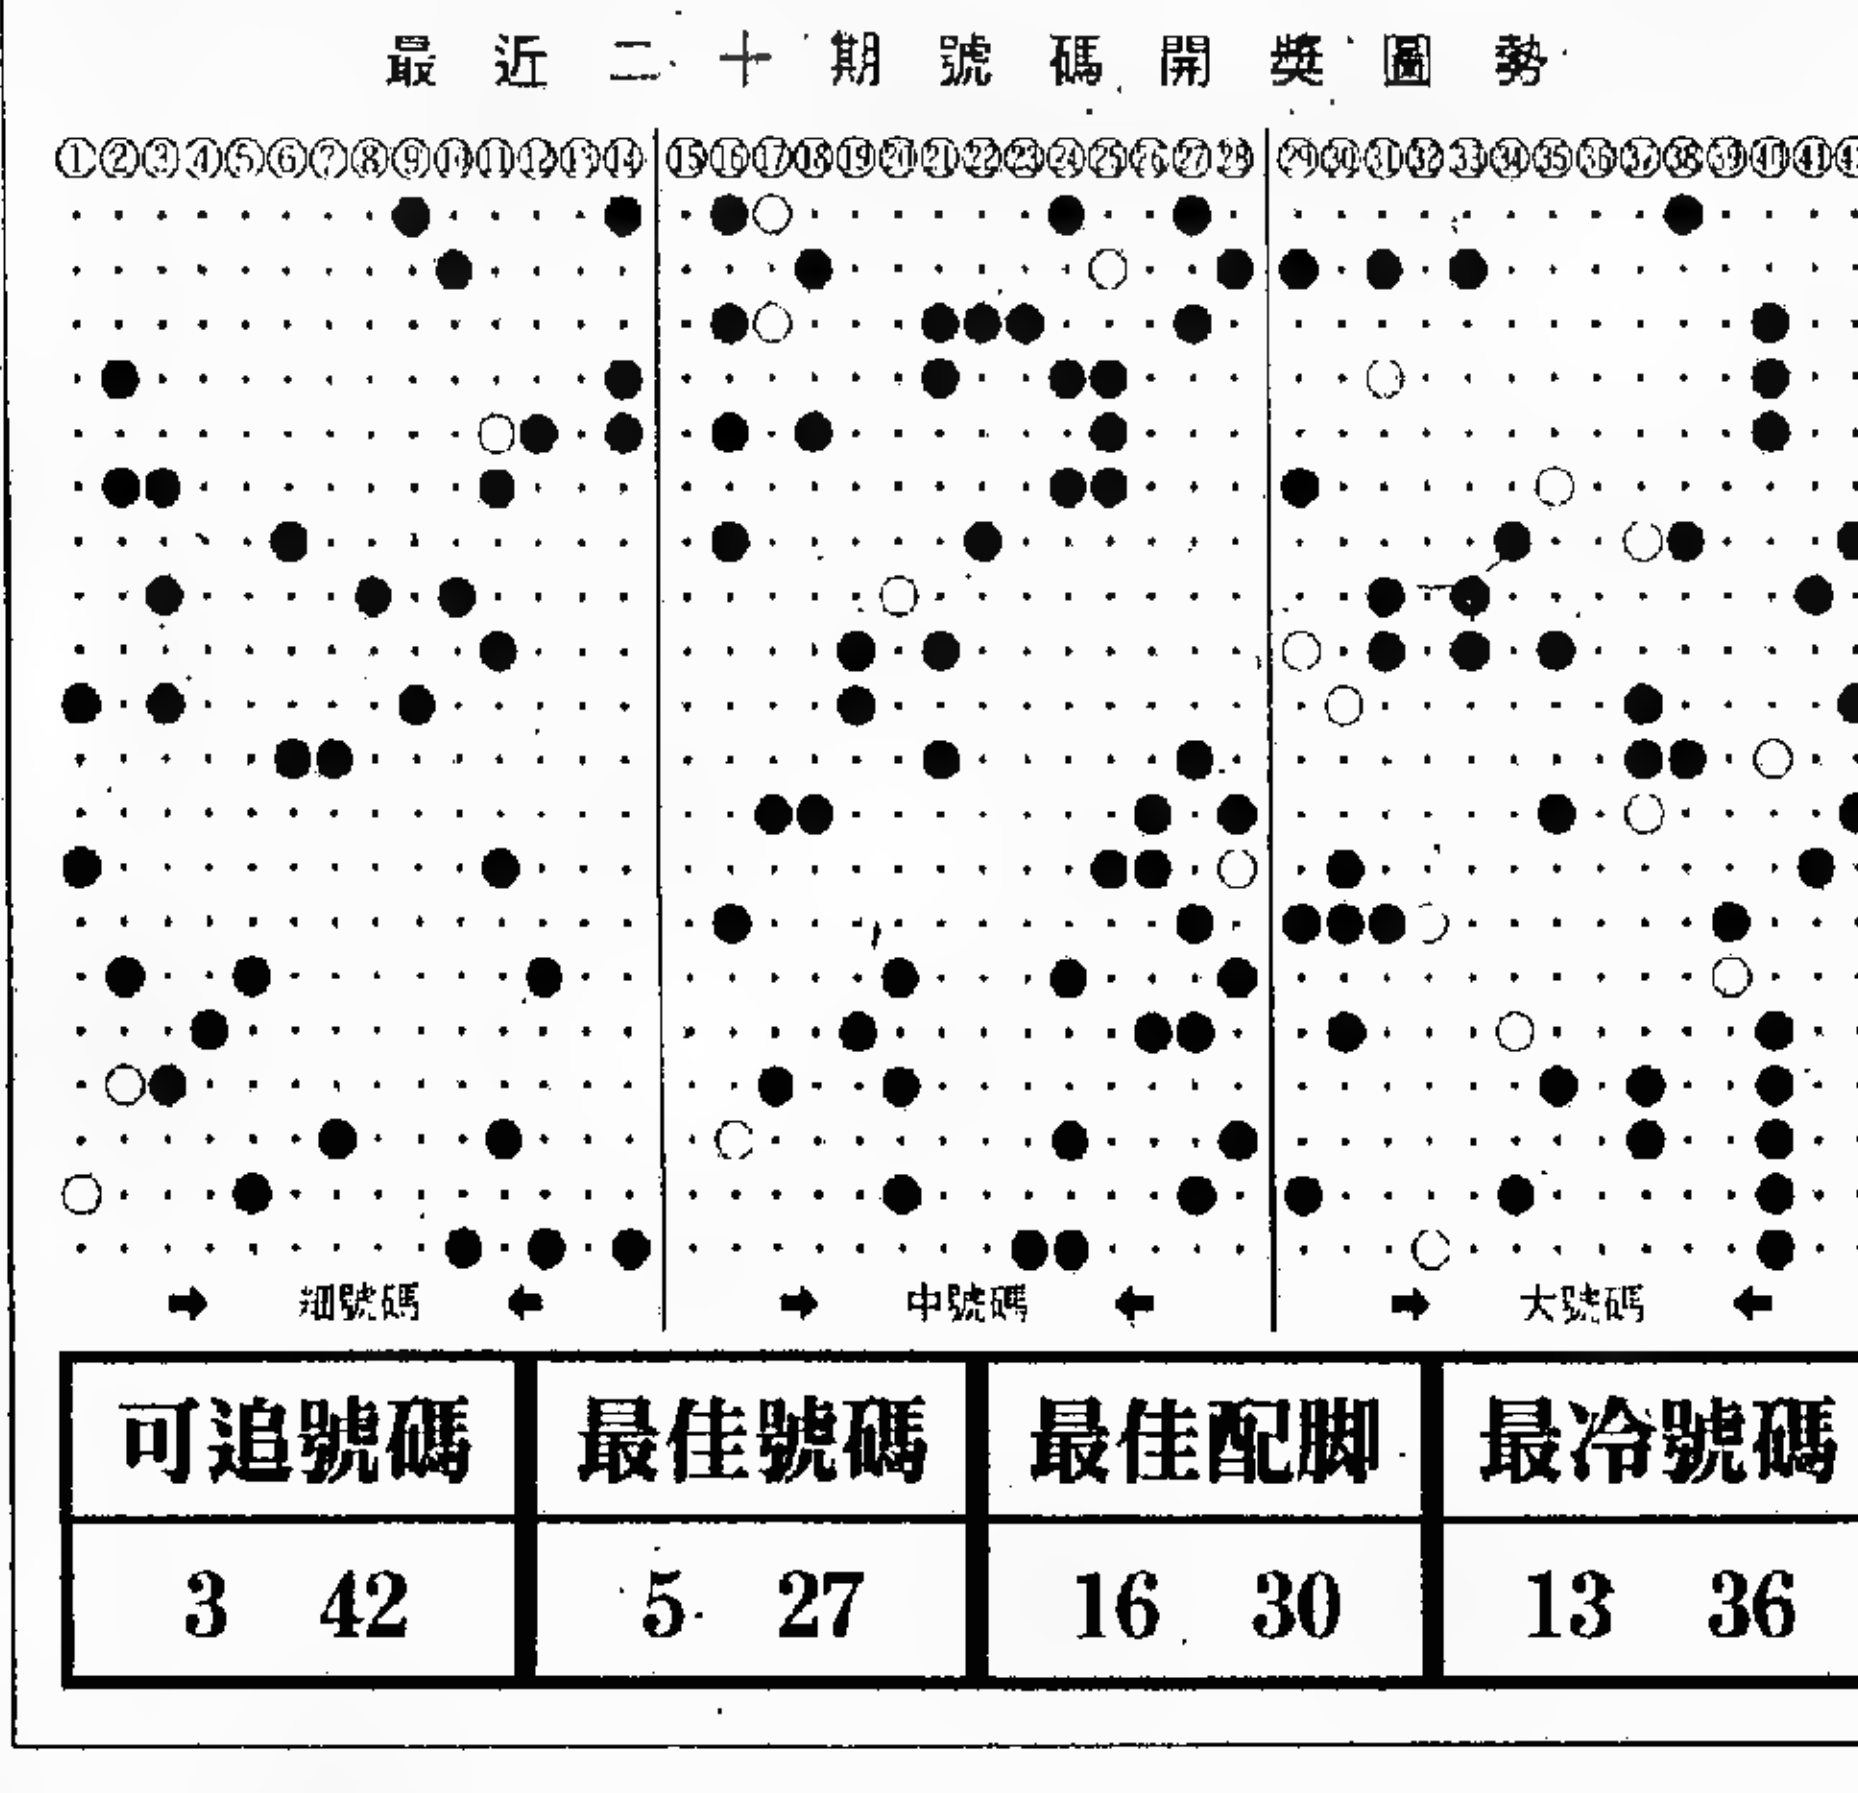 最近二十期號碼開獎圖勢
①②③④⑤⑥⑦⑧⑨⑩⑪⑫⑬⑭ ⑮⑯⑰⑱⑲⑳㉑㉒㉓㉔㉕㉖㉗㉘ ㉙㉚㉛㉜㉝㉞㉟㊱㊲㊳㊴㊵㊶
➡ 細號碼 ⬅ ➡ 中號碼 ⬅ ➡ 大號碼 ⬅
可追號碼 最佳號碼 最佳配脚 最冷號碼
3 42 5 27 16 30 13 36